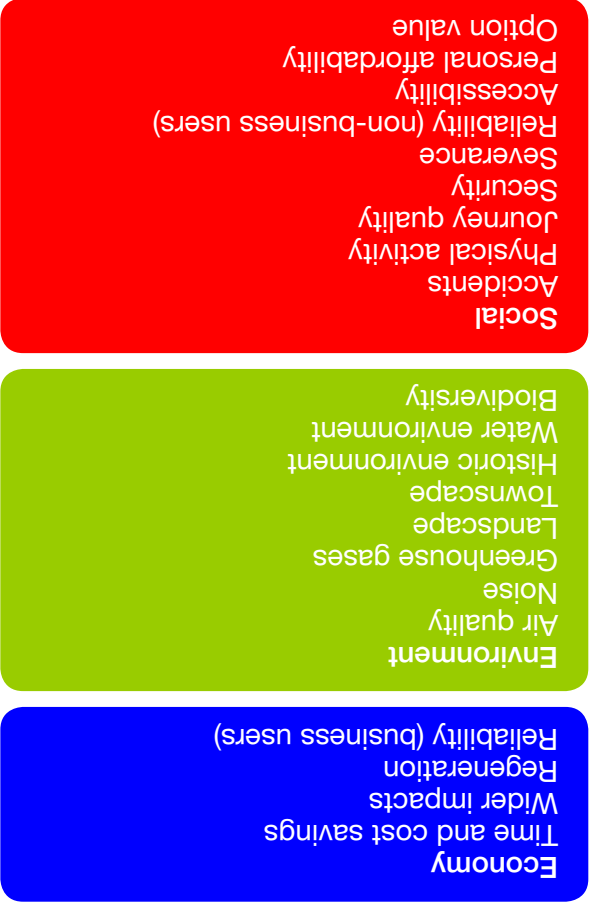 Economy
Time and cost savings
Wider impacts
Regeneration
Reliability (business users)
Environment
Air quality
Noise
Greenhouse gases
Landscape
Townscape
Historic environment
Water environment
Biodiversity
Social
Accidents
Physical activity
Journey quality
Security
Severance
Reliability (non-business users)
Accessibility
Personal affordability
Option value